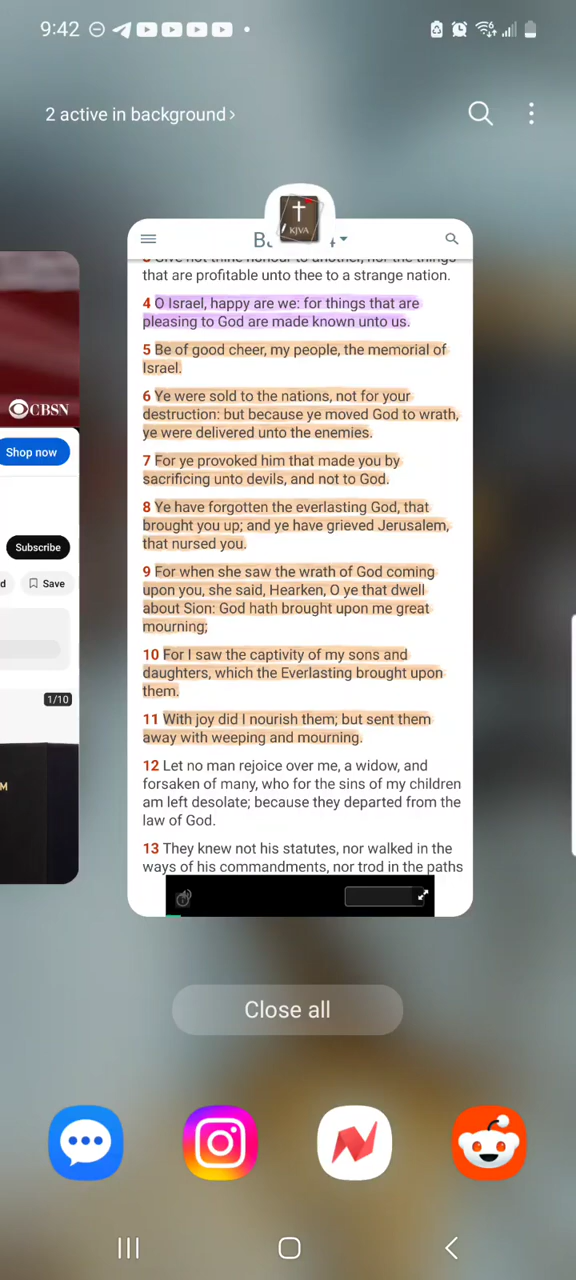 9:42
2 active in background >
KJVA
that are profitable unto thee to a strange nation.
4 O Israel, happy are we: for things that are
pleasing to God are made known unto us.
5 Be of good cheer, my people, the memorial of
Israel.
6 Ye were sold to the nations, not for your
destruction: but because ye moved God to wrath,
ye were delivered unto the enemies.
7 For ye provoked him that made you by
sacrificing unto devils, and not to God.
8 Ye have forgotten the everlasting God, that
brought you up; and ye have grieved Jerusalem,
that nursed you.
9 For when she saw the wrath of God coming
upon you, she said, Hearken, O ye that dwell
about Sion: God hath brought upon me great
mourning;
10 For I saw the captivity of my sons and
daughters, which the Everlasting brought upon
them.
11 With joy did I nourish them; but sent them
away with weeping and mourning.
12 Let no man rejoice over me, a widow, and
forsaken of many, who for the sins of my children
am left desolate; because they departed from the
law of God.
13 They knew not his statutes, nor walked in the
ways of his commandments, nor trod in the paths
CBSN
Shop now
Subscribe
d
Save
1/10
M
Close all